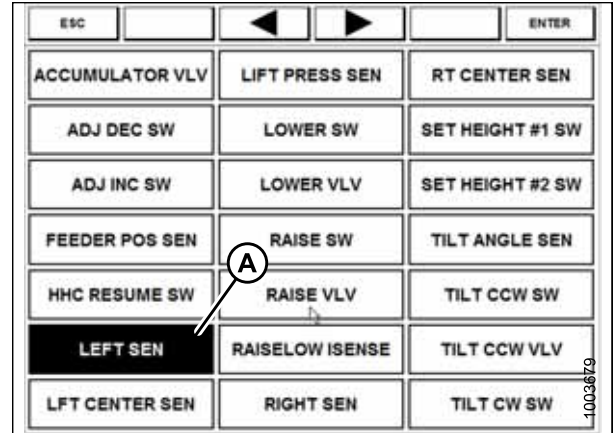 ESC ENTER
ACCUMULATOR VLV LIFT PRESS SEN RT CENTER SEN
ADJ DEC SW LOWER SW SET HEIGHT #1 SW
ADJ INC SW LOWER VLV SET HEIGHT #2 SW
FEEDER POS SEN RAISE SW TILT ANGLE SEN
A
HHC RESUME SW RAISE VLV TILT CCW SW
LEFT SEN RAISELOW ISENSE TILT CCW VLV
LFT CENTER SEN RIGHT SEN TILT CW SW
1003679